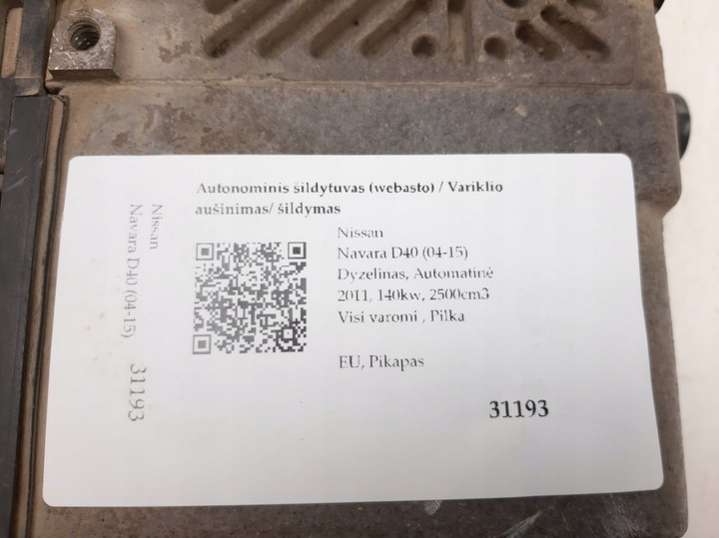 Autonominis šildytuvas (webasto) / Variklio
aušinimas/ šildymas
Nissan
Navara D40 (04-15)
Dyzelinas, Automatinė
2011, 140kw, 2500cm3
Visi varomi , Pilka
EU, Pikapas
31193
Nissan
Navara D40 (04-15),
31193